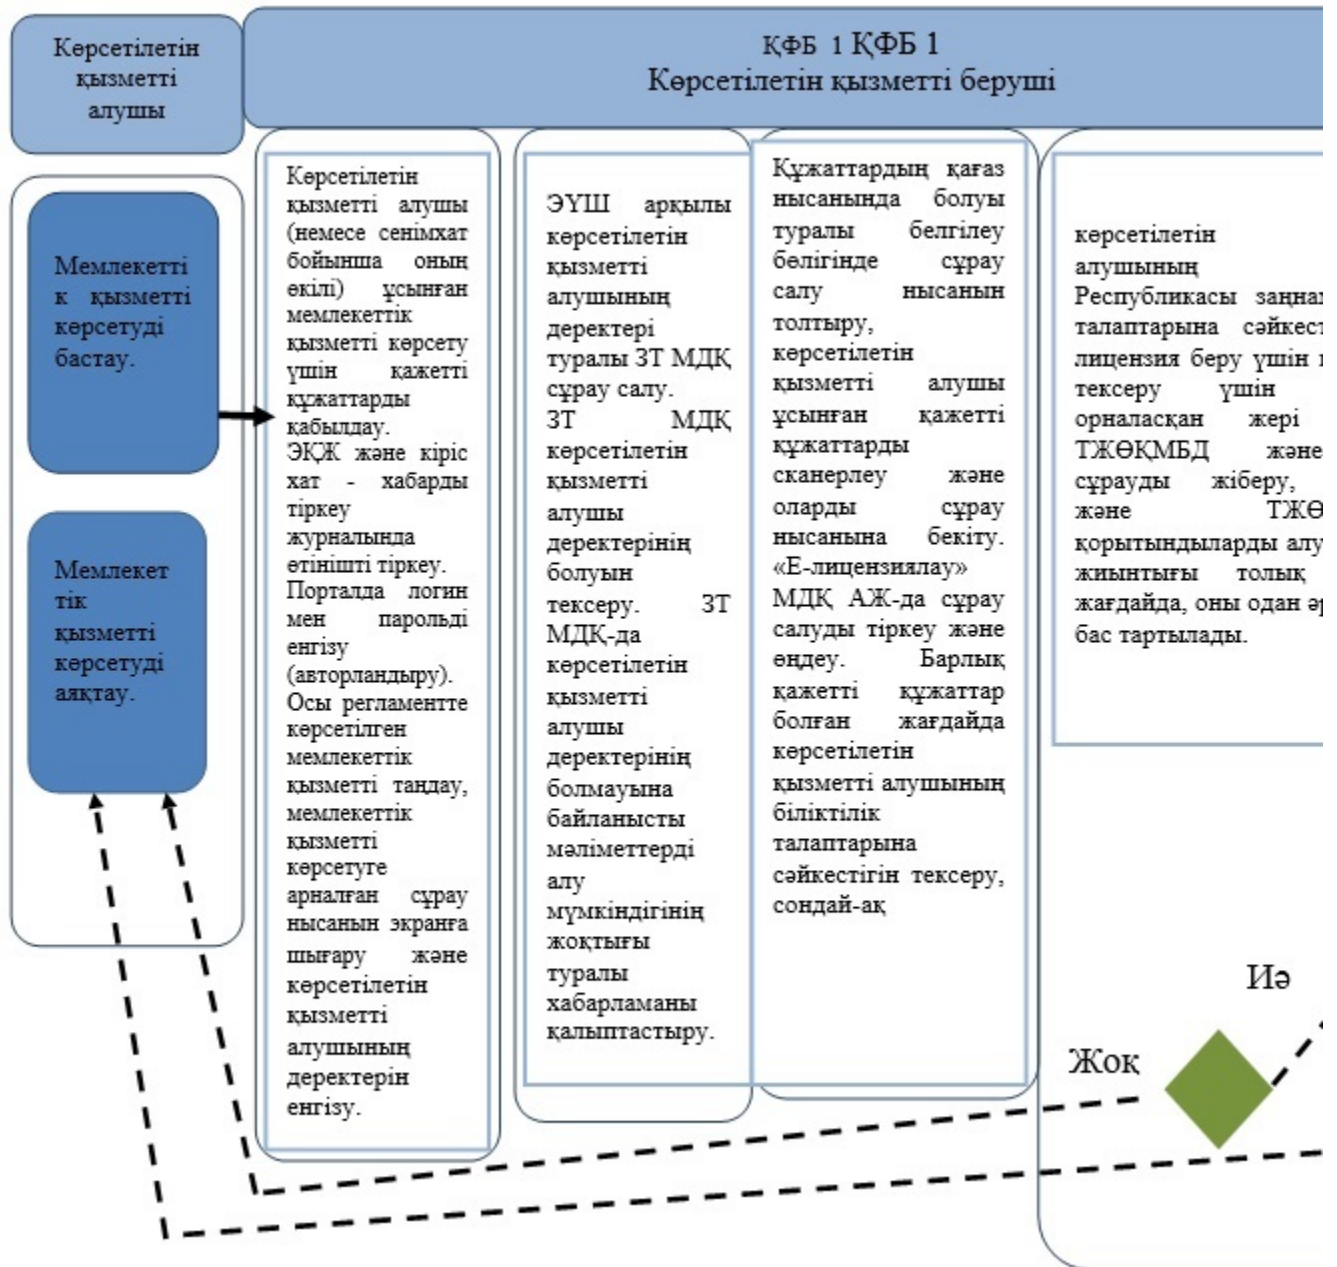 Көрсетілетін
қызметті
алушы
ҚФБ 1 ҚФБ 1
Көрсетілетін қызметті беруші
Мемлекетті
к қызметті
көрсетуді
бастау.
Мемлекет
тік
қызметті
көрсетуді
аяқтау.
Көрсетілетін
қызметті алушы
(немесе сенімхат
бойынша оның
өкілі) ұсынған
мемлекеттік
қызметті көрсету
үшін қажетті
құжаттарды
қабылдау.
ЭҚЖ және кіріс
хат - хабарды
тіркеу
журналында
өтінішті тіркеу.
Порталда логин
мен парольді
енгізу
(авторландыру).
Осы регламентте
көрсетілген
мемлекеттік
қызметті таңдау,
мемлекеттік
қызметті
көрсетуге
арналған сұрау
нысанын экранға
шығару және
көрсетілетін
қызметті
алушының
деректерін
енгізу.
ЭҮШ арқылы
көрсетілетін
қызметті
алушының
деректері
туралы ЗТ МДҚ
сұрау салу.
ЗТ МДҚ
көрсетілетін
қызметті
алушы
деректерінің
болуын
тексеру. ЗТ
МДҚ-да
көрсетілетін
қызметті
алушы
деректерінің
болмауына
байланысты
мәліметтерді
алу
мүмкіндігінің
жоқтығы
туралы
хабарламаны
қалыптастыру.
Құжаттардың қағаз
нысанында болуы
туралы белгілеу
бөлігінде сұрау
салу нысанын
толтыру,
көрсетілетін
қызметті алушы
ұсынған қажетті
құжаттарды
сканерлеу және
оларды сұрау
нысанына бекіту.
«Е-лицензиялау»
МДҚ АЖ-да сұрау
салуды тіркеу және
өңдеу. Барлық
қажетті құжаттар
болған жағдайда
көрсетілетін
қызметті алушының
біліктілік
талаптарына
сәйкестігін тексеру,
сондай-ақ
көрсетілетін
алушының
Республикасы заңнам
талаптарына сәйкест
лицензия беру үшін
тексеру үшін
орналасқан жері
ТЖӨҚМБД және
сұрауды жіберу,
және ТЖӨ
қорытындыларды алу
жиынтығы толық
жағдайда, оны одан әр
бас тартылады.
Иә
Жоқ